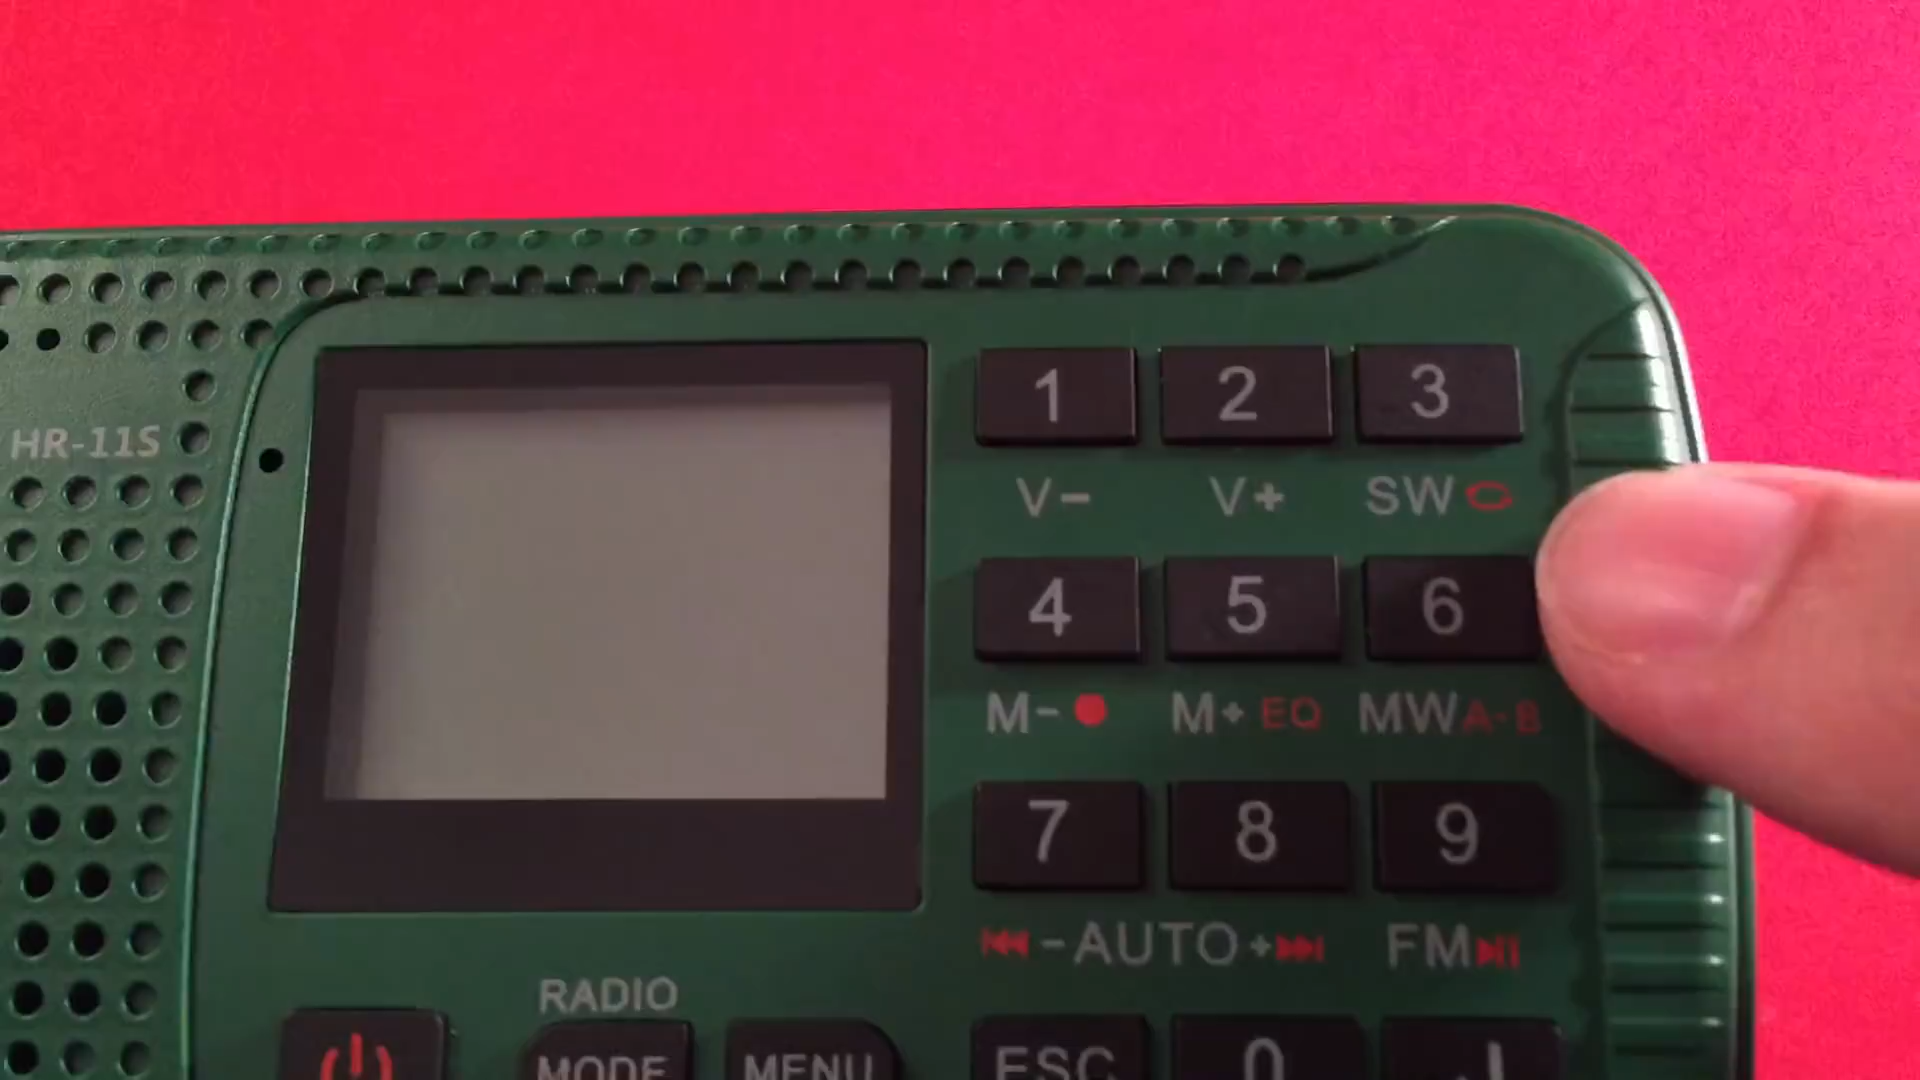 HR-11S
1 2 3
V- V+ SW
4 5 6
M- M+ EQ MW A-B
7 8 9
-AUTO+ FM
RADIO
MODE MENU ESC 0